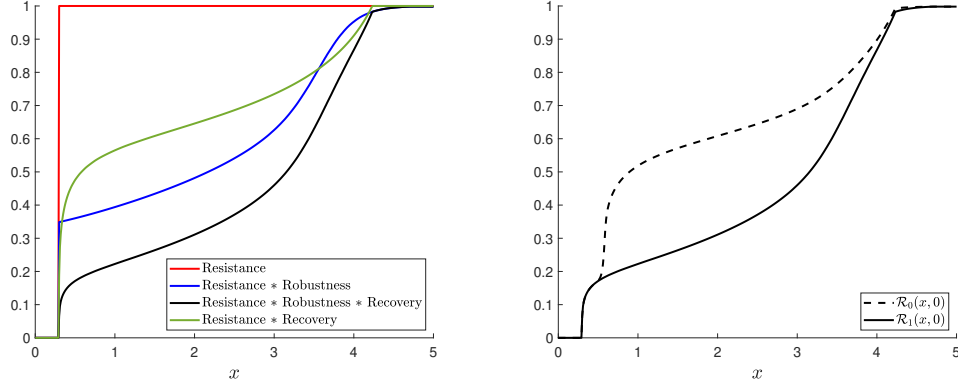 1
0.9
0.8
0.7
0.6
0.5
0.4
0.3
0.2
0.1
0
0 1 2 3 4 5
x
Resistance
Resistance ∗ Robustness
Resistance ∗ Robustness ∗ Recovery
Resistance ∗ Recovery
1
0.9
0.8
0.7
0.6
0.5
0.4
0.3
0.2
0.1
0
0 1 2 3 4 5
x
ℛ₀(x, 0)
ℛ₁(x, 0)